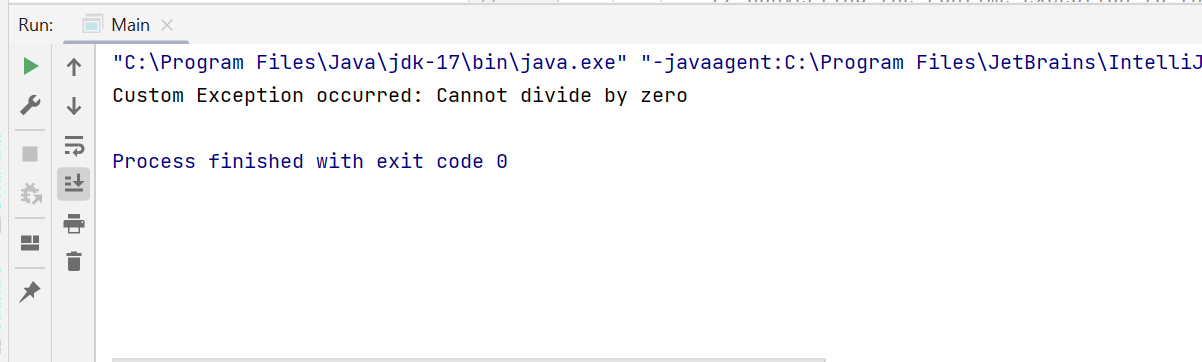 Run: Main
"C:\Program Files\Java\jdk-17\bin\java.exe" "-javaagent:C:\Program Files\JetBrains\IntelliJ
Custom Exception occurred: Cannot divide by zero
Process finished with exit code 0